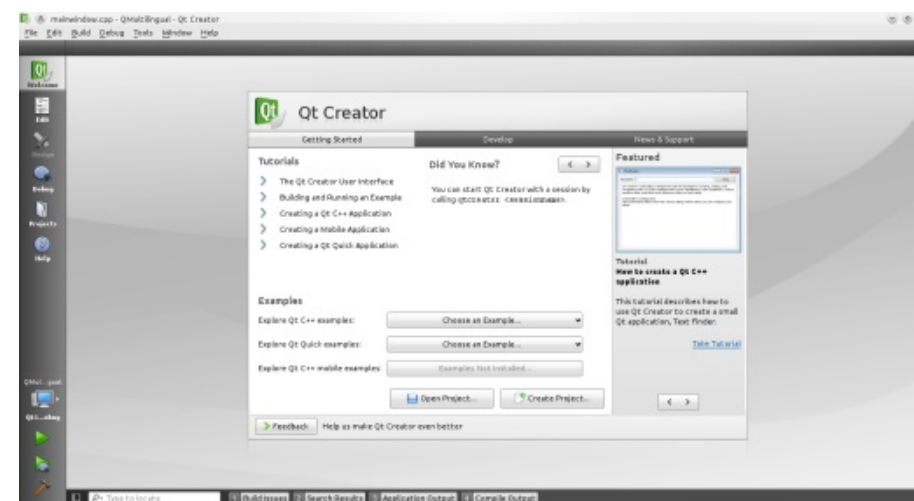 mainwindow.cpp - QMultilingual - Qt Creator
File Edit Build Debug Tools Window Help
Qt
Welcome
Edit
Design
Debug
Projects
Help
Qt Creator
Getting Started
Develop
News & Support
Tutorials
The Qt Creator User Interface
Building and Running an Example
Creating a Qt C++ Application
Creating a Mobile Application
Creating a Qt Quick Application
Did You Know?
You can start Qt Creator with a session by
calling qtcreator <sessionname>.
Featured
Tutorial
How to create a Qt C++
application
This tutorial describes how to
use Qt Creator to create a small
Qt application, Text Finder.
Take Tutorial
Examples
Explore Qt C++ examples: Choose an Example...
Explore Qt Quick examples: Choose an Example...
Explore Qt C++ mobile examples: Examples Not Installed...
Open Project... Create Project...
Feedback Help us make Qt Creator even better
QMul...gual
Type to locate
1 Build Issues 2 Search Results 3 Application Output 4 Compile Output